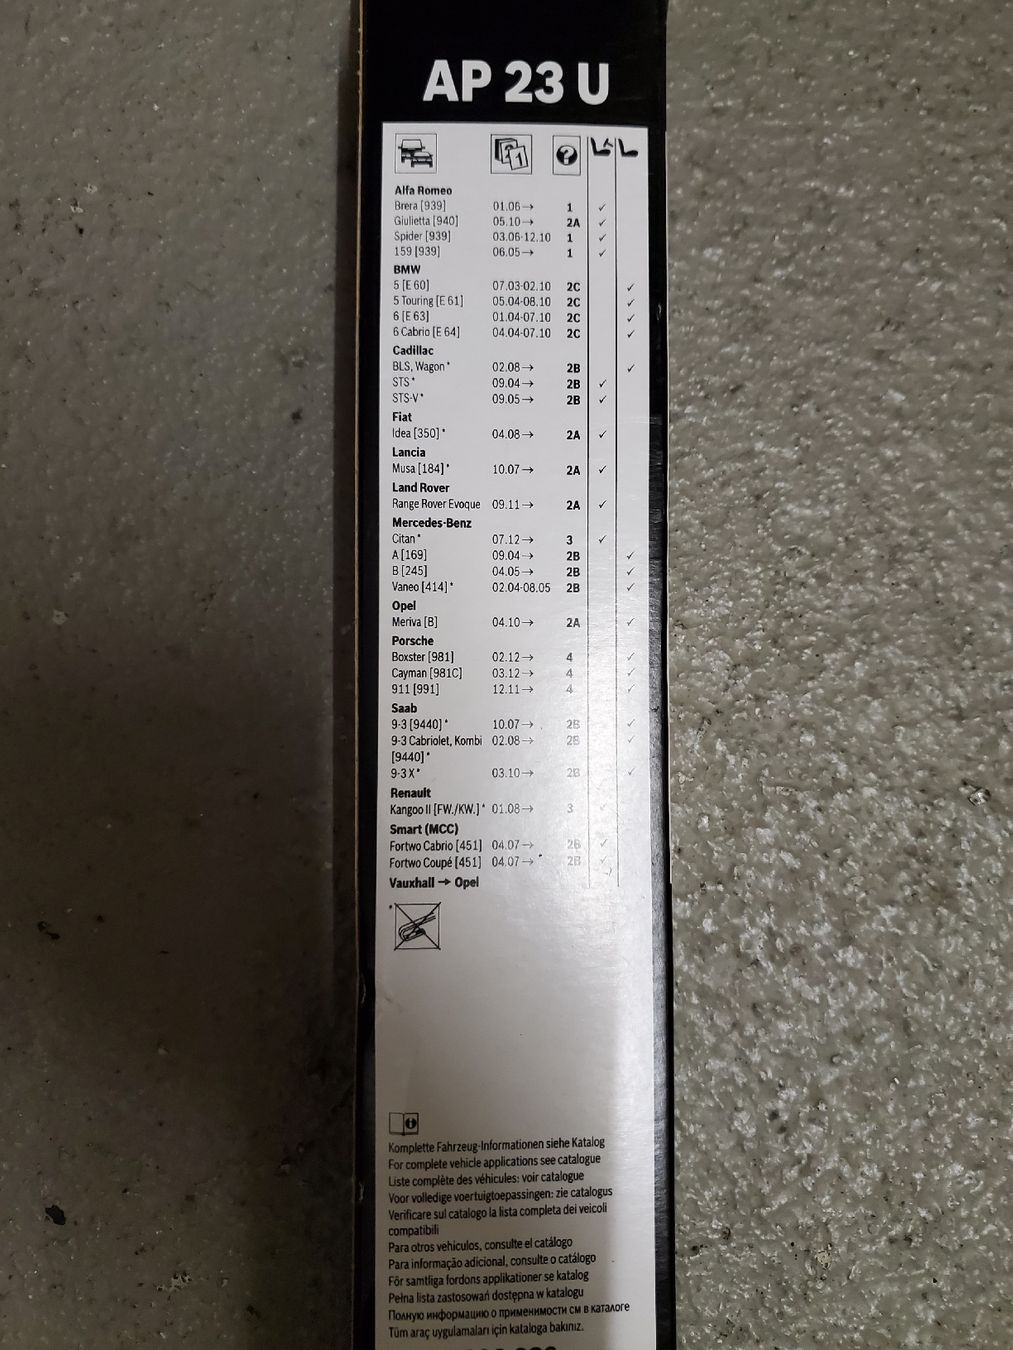 AP 23 U
Alfa Romeo
Brera [939] 01.06→ 1 ✓
Giulietta [940] 05.10→ 2A ✓
Spider [939] 03.06-12.10 1 ✓
159 [939] 06.05→ 1 ✓
BMW
5 [E 60] 07.03-02.10 2C ✓
5 Touring [E 61] 05.04-08.10 2C ✓
6 [E 63] 01.04-07.10 2C ✓
6 Cabrio [E 64] 04.04-07.10 2C ✓
Cadillac
BLS, Wagon* 02.08→ 2B ✓
STS* 09.04→ 2B ✓
STS-V* 09.05→ 2B ✓
Fiat
Idea [350]* 04.08→ 2A ✓
Lancia
Musa [184]* 10.07→ 2A ✓
Land Rover
Range Rover Evoque 09.11→ 2A ✓
Mercedes-Benz
Citan* 07.12→ 3 ✓
A [169] 09.04→ 2B ✓
B [245] 04.05→ 2B ✓
Vaneo [414]* 02.04-08.05 2B ✓
Opel
Meriva [B] 04.10→ 2A ✓
Porsche
Boxster [981] 02.12→ 4 ✓
Cayman [981C] 03.12→ 4 ✓
911 [991] 12.11→ 4 ✓
Saab
9-3 [9440]* 10.07→ 2B ✓
9-3 Cabriolet, Kombi 02.08→ 2B ✓
[9440]*
9-3 X* 03.10→ 2B ✓
Renault
Kangoo II [FW./KW.]* 01.08→ 3 ✓
Smart (MCC)
Fortwo Cabrio [451] 04.07→ 2B ✓
Fortwo Coupé [451] 04.07→ 2B ✓
Vauxhall → Opel
*
Komplette Fahrzeug-Informationen siehe Katalog
For complete vehicle applications see catalogue
Liste complète des véhicules: voir catalogue
Voor volledige voertuigtoepassingen: zie catalogus
Verificare sul catalogo la lista completa dei veicoli
compatibili
Para otros vehículos, consulte el catálogo
Para informação adicional, consulte o catálogo
För samtliga fordons applikationer se katalog
Pełna lista zastosowań dostępna w katalogu
Полную информацию о применимости см в каталоге
Tüm araç uygulamaları için kataloga bakınız.